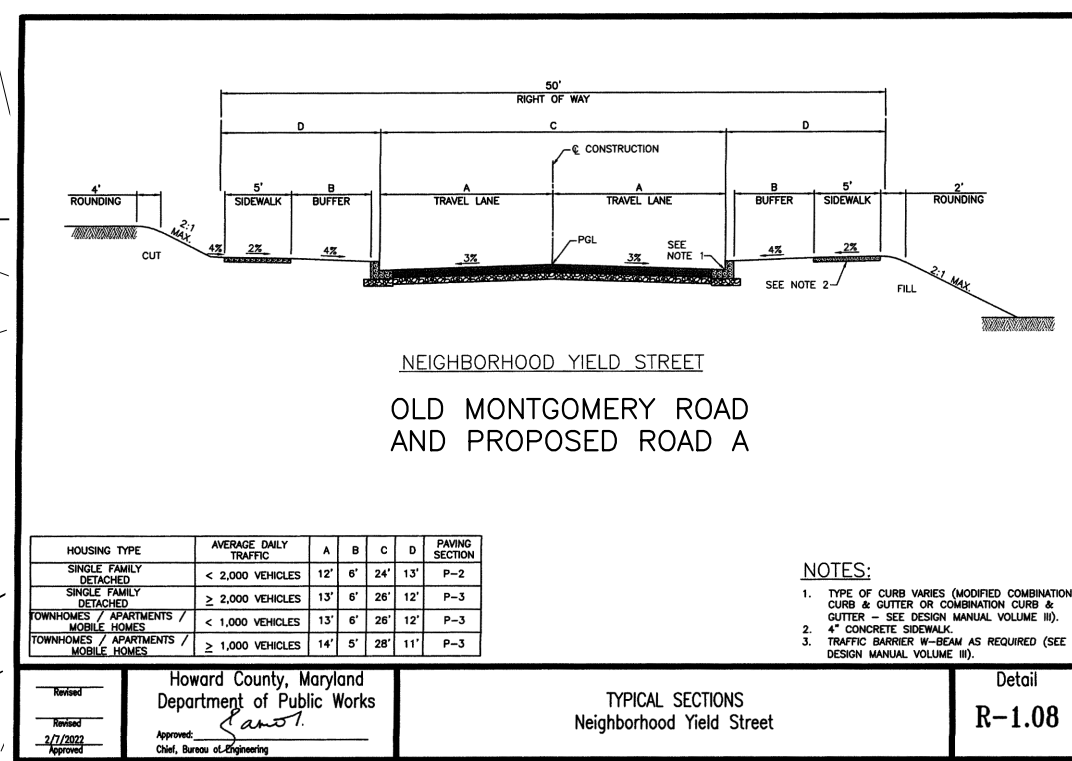 50'
RIGHT OF WAY
D C D
℄ CONSTRUCTION
4' 5' B A A B 5' 2'
ROUNDING SIDEWALK BUFFER TRAVEL LANE TRAVEL LANE BUFFER SIDEWALK ROUNDING
2:1
MAX.
CUT
4% 2% 4%
3%
PGL
3%
SEE
NOTE 1
4% 2%
SEE NOTE 2
FILL
2:1 MAX.
NEIGHBORHOOD YIELD STREET
OLD MONTGOMERY ROAD
AND PROPOSED ROAD A
HOUSING TYPE AVERAGE DAILY TRAFFIC A B C D PAVING SECTION
SINGLE FAMILY DETACHED < 2,000 VEHICLES 12' 6' 24' 13' P-2
SINGLE FAMILY DETACHED ≥ 2,000 VEHICLES 13' 6' 26' 12' P-3
TOWNHOMES / APARTMENTS / MOBILE HOMES < 1,000 VEHICLES 13' 6' 26' 12' P-3
TOWNHOMES / APARTMENTS / MOBILE HOMES ≥ 1,000 VEHICLES 14' 5' 28' 11' P-3
NOTES:
1. TYPE OF CURB VARIES (MODIFIED COMBINATION
CURB & GUTTER OR COMBINATION CURB &
GUTTER – SEE DESIGN MANUAL VOLUME III).
2. 4" CONCRETE SIDEWALK.
3. TRAFFIC BARRIER W-BEAM AS REQUIRED (SEE
DESIGN MANUAL VOLUME III).
Revised
Revised
2/7/2022
Approved
Howard County, Maryland
Department of Public Works
Approved:
Chief, Bureau of Engineering
TYPICAL SECTIONS
Neighborhood Yield Street
Detail
R-1.08